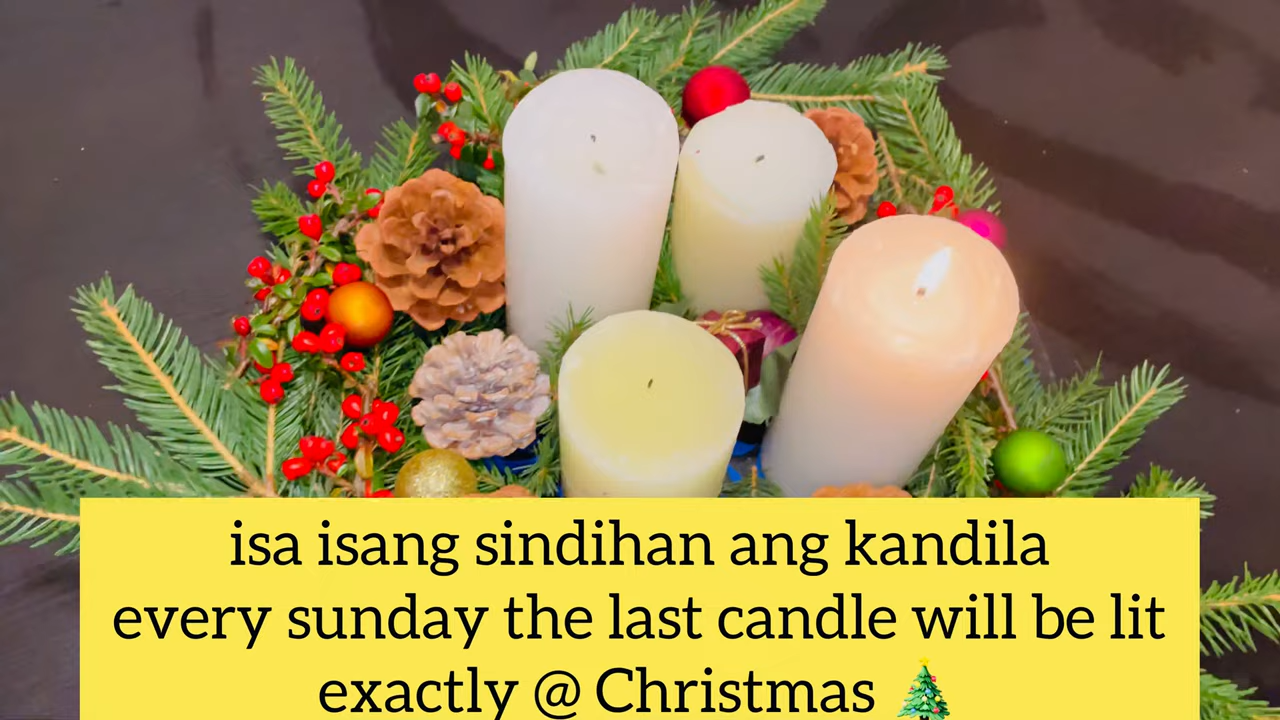 isa isang sindihan ang kandila
every sunday the last candle will be lit
exactly @ Christmas 🎄